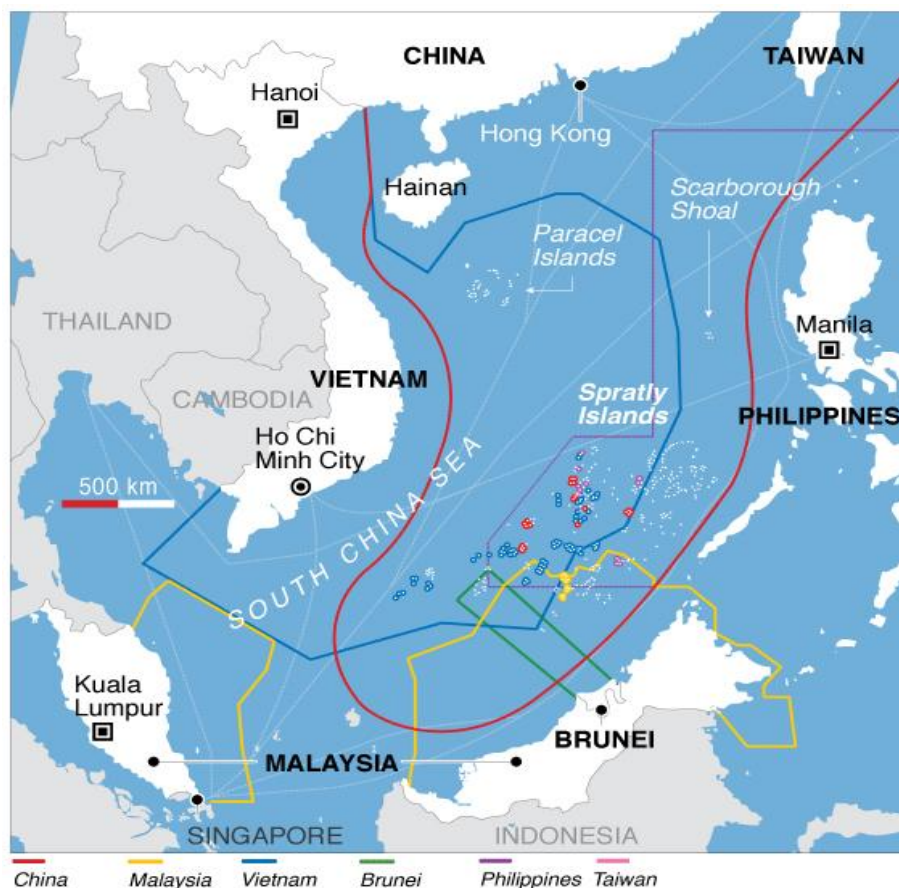 CHINA
TAIWAN
Hanoi
Hong Kong
Hainan
Scarborough
Shoal
Paracel
Islands
THAILAND
Manila
VIETNAM
CAMBODIA
Spratly
Islands
PHILIPPINES
Ho Chi
Minh City
500 km
SOUTH CHINA SEA
Kuala
Lumpur
BRUNEI
MALAYSIA
SINGAPORE
INDONESIA
China
Malaysia
Vietnam
Brunei
Philippines
Taiwan